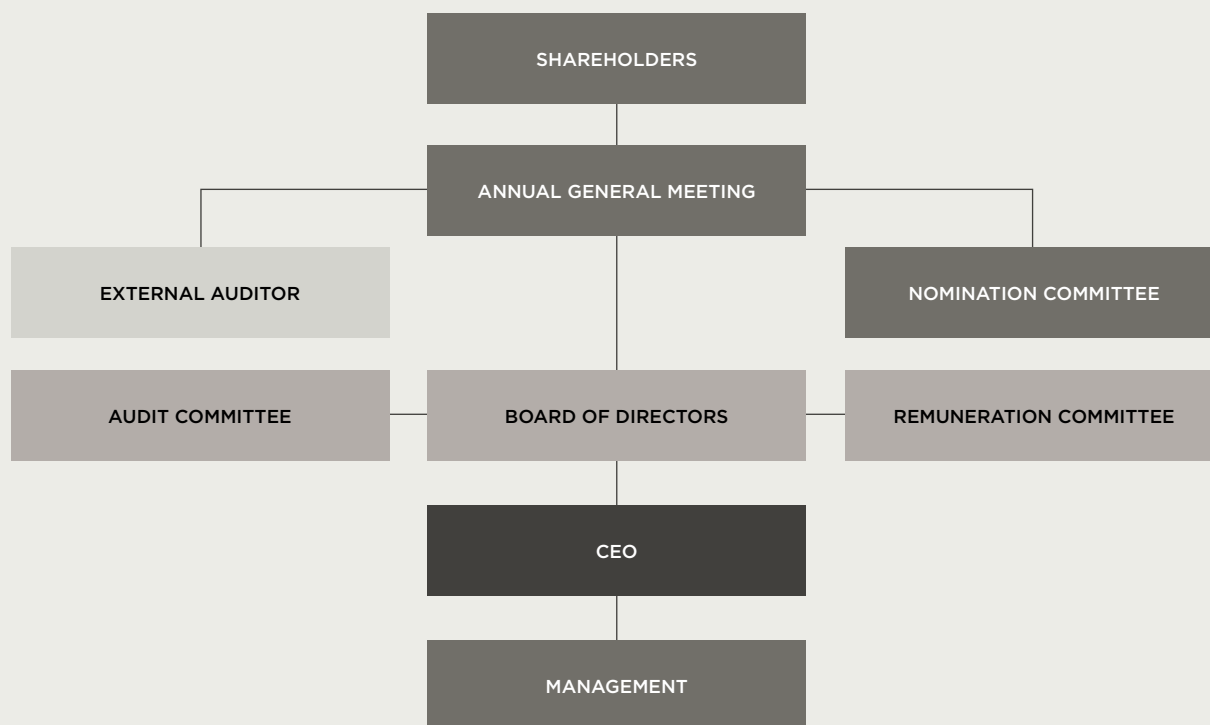 SHAREHOLDERS
ANNUAL GENERAL MEETING
EXTERNAL AUDITOR
NOMINATION COMMITTEE
AUDIT COMMITTEE
BOARD OF DIRECTORS
REMUNERATION COMMITTEE
CEO
MANAGEMENT